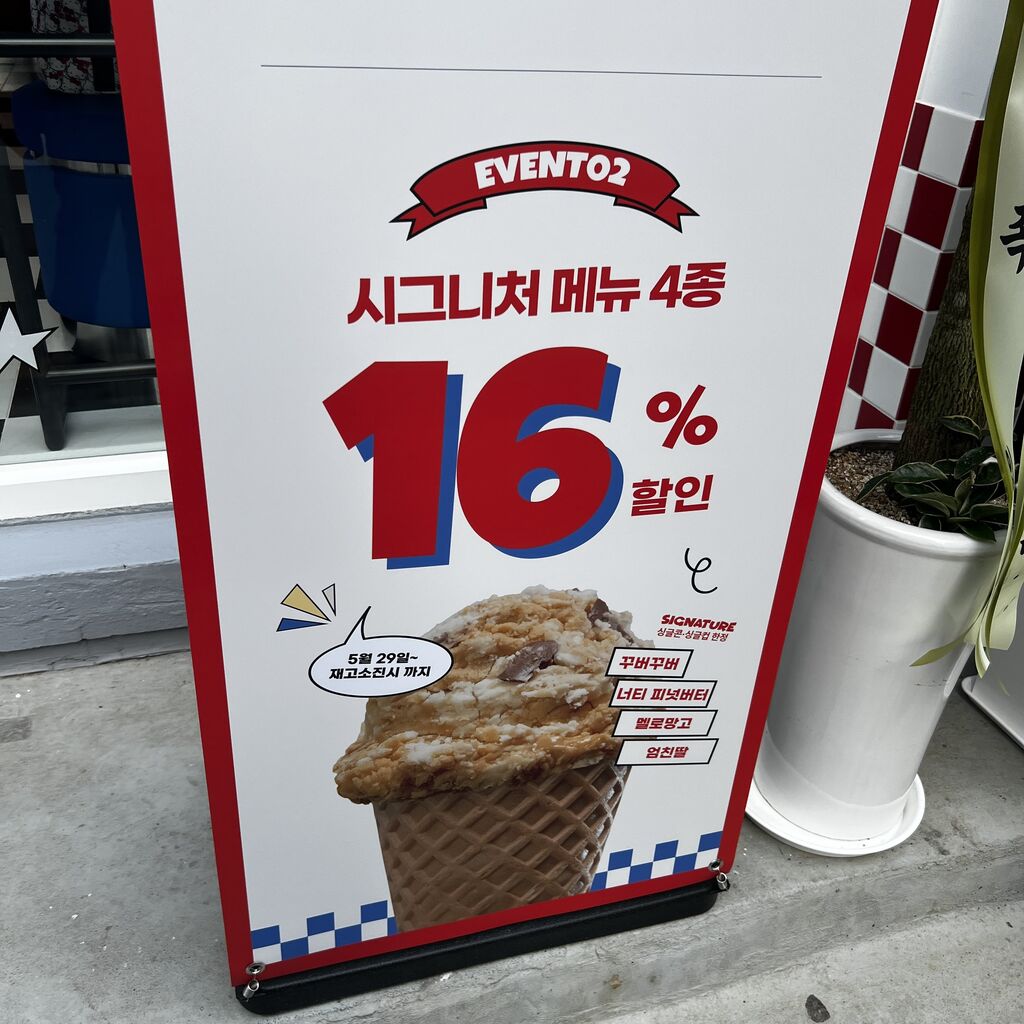 EVENT02
시그니처 메뉴 4종
16%
할인
5월 29일~
재고소진시 까지
SIGNATURE
싱글콘·싱글컵 한정
꾸버꾸버
너티 피넛버터
멜로망고
엄친딸